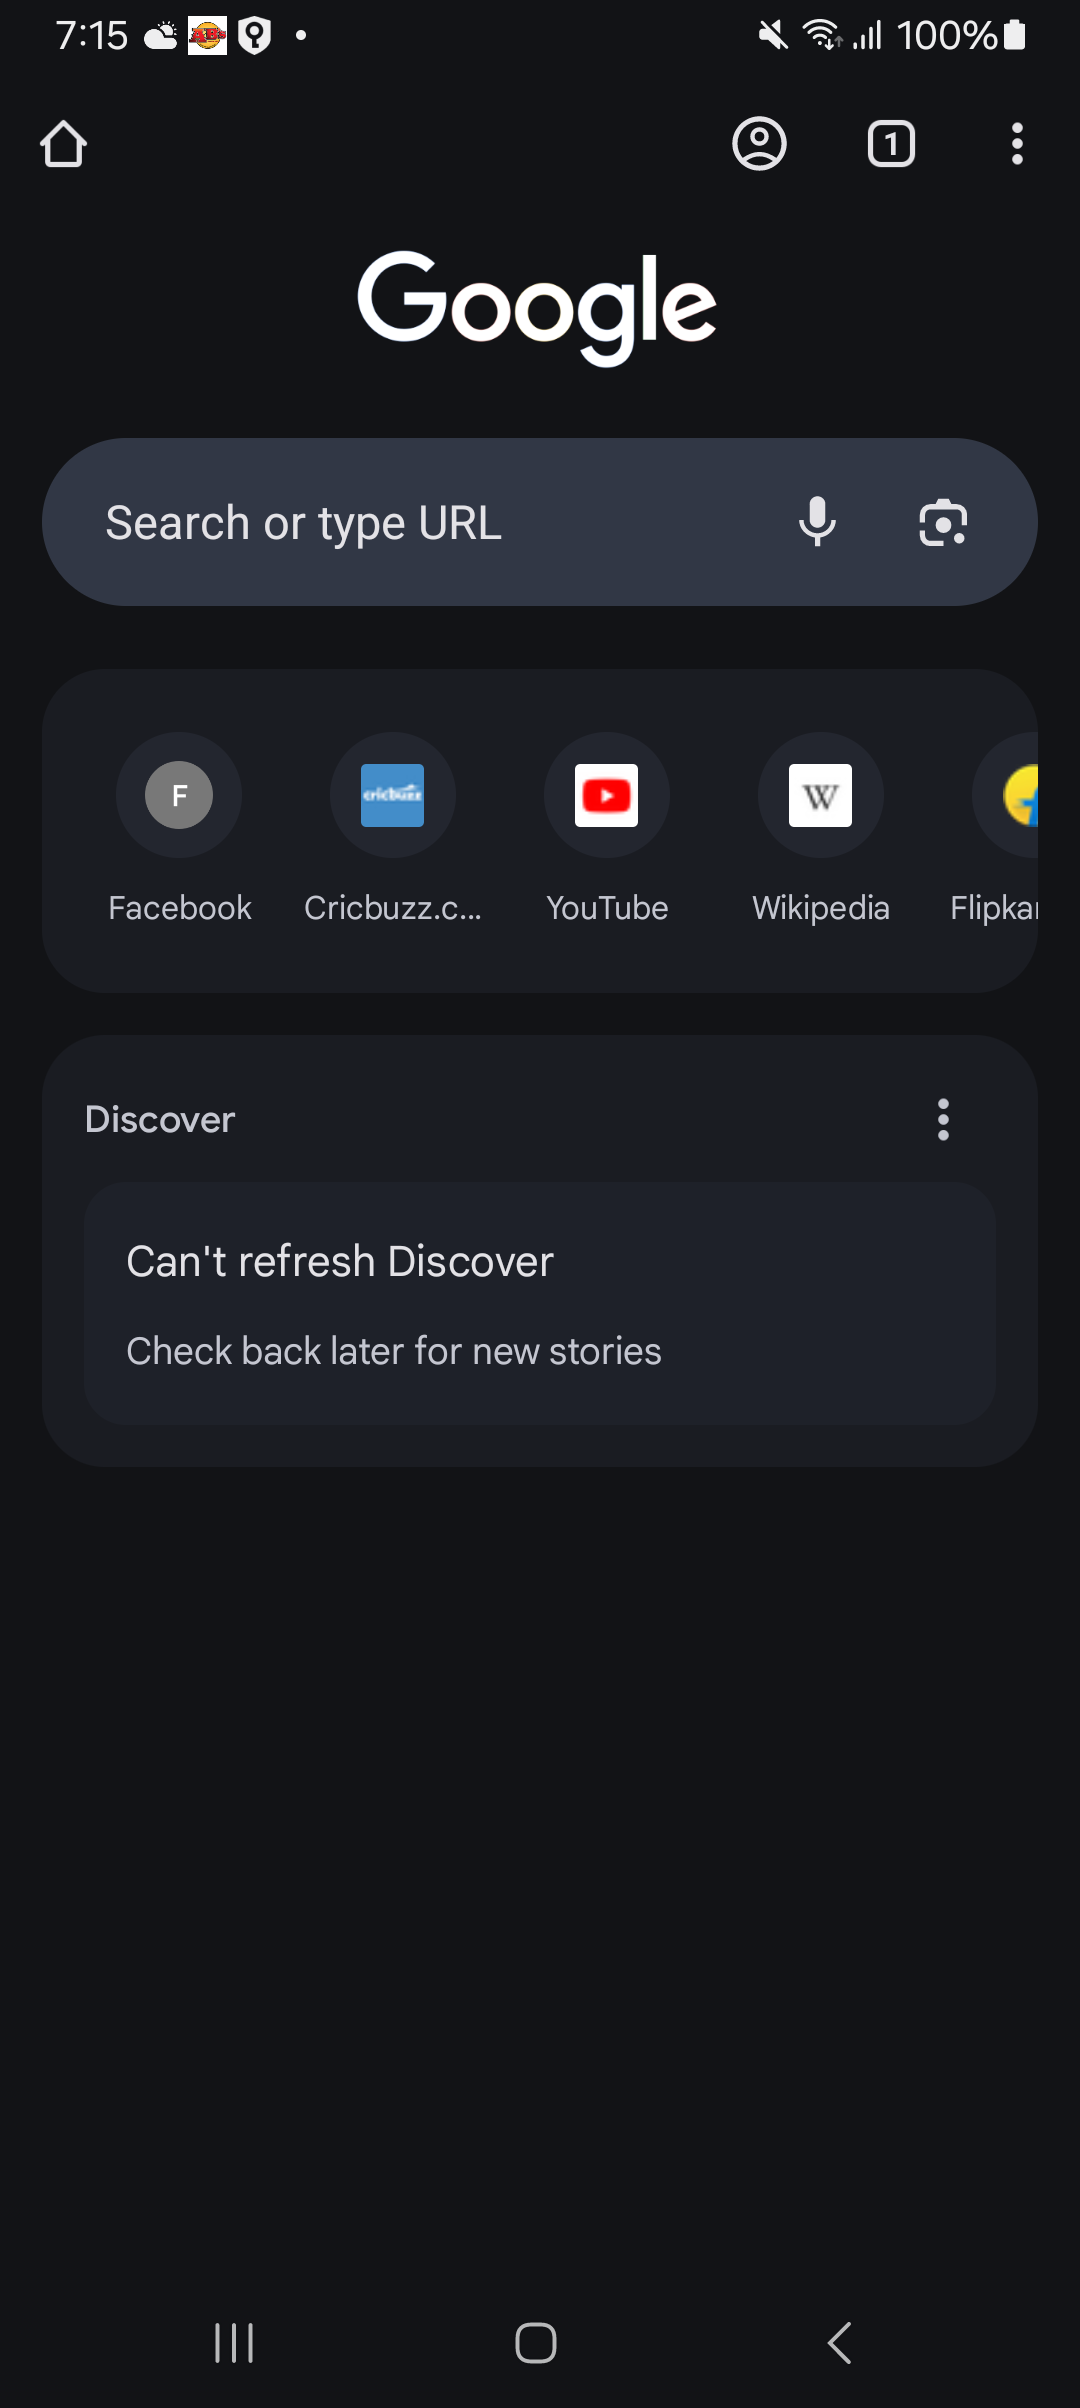 7:15 100%
1
Google
Search or type URL
F
cricbuzz
W
Facebook Cricbuzz.c... YouTube Wikipedia Flipkar
Discover
Can't refresh Discover
Check back later for new stories